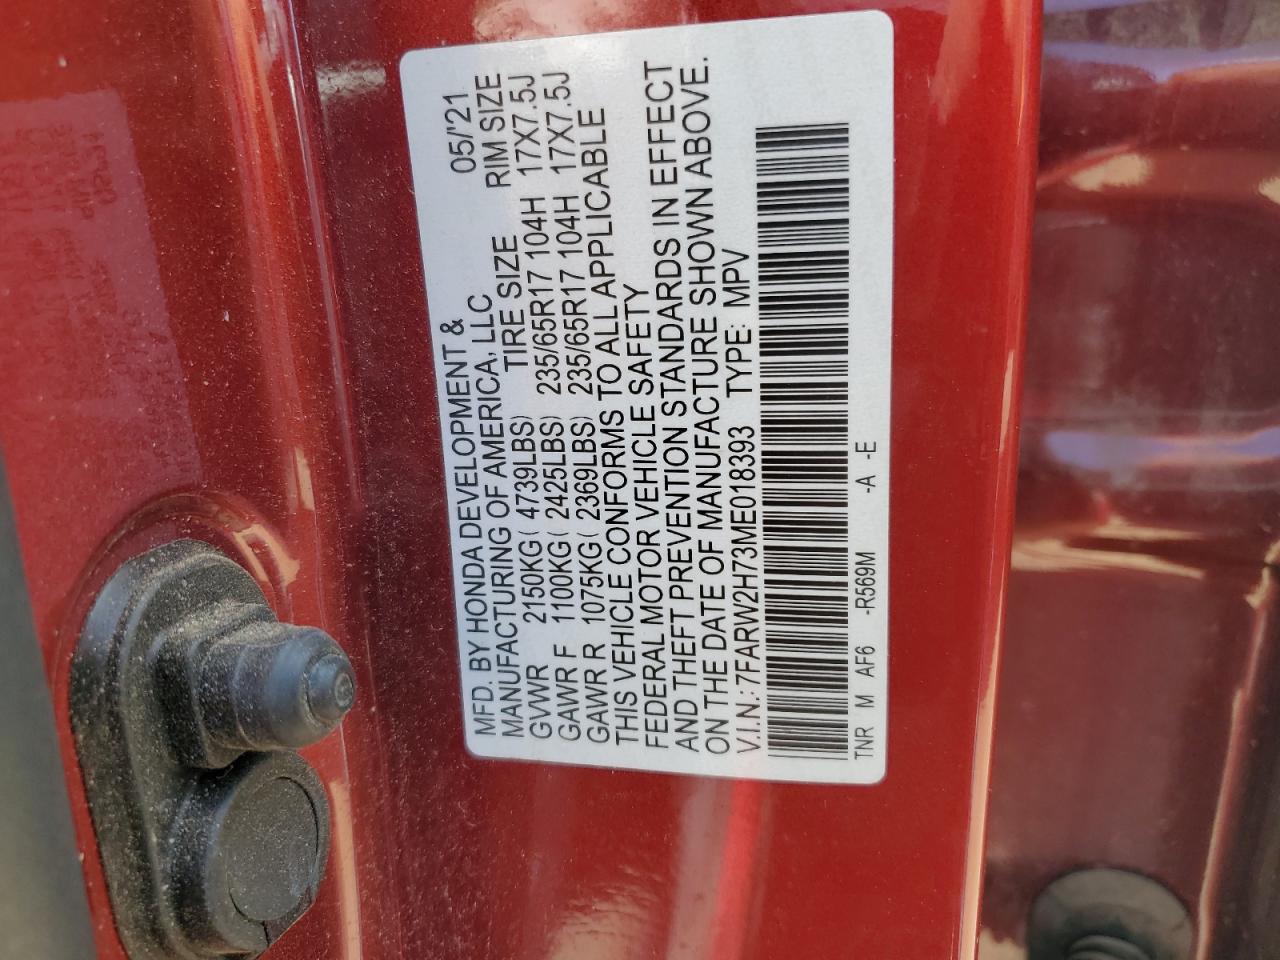 MFD. BY HONDA DEVELOPMENT & 05/'21
MANUFACTURING OF AMERICA, LLC
TIRE SIZE RIM SIZE
GVWR 2150KG( 4739LBS)
GAWR F 1100KG( 2425LBS) 235/65R17 104H 17X7.5J
GAWR R 1075KG( 2369LBS) 235/65R17 104H 17X7.5J
THIS VEHICLE CONFORMS TO ALL APPLICABLE
FEDERAL MOTOR VEHICLE SAFETY
AND THEFT PREVENTION STANDARDS IN EFFECT
ON THE DATE OF MANUFACTURE SHOWN ABOVE.
V.I.N.: 7FARW2H73ME018393 TYPE: MPV
TNR M AF6 -R569M -A -E